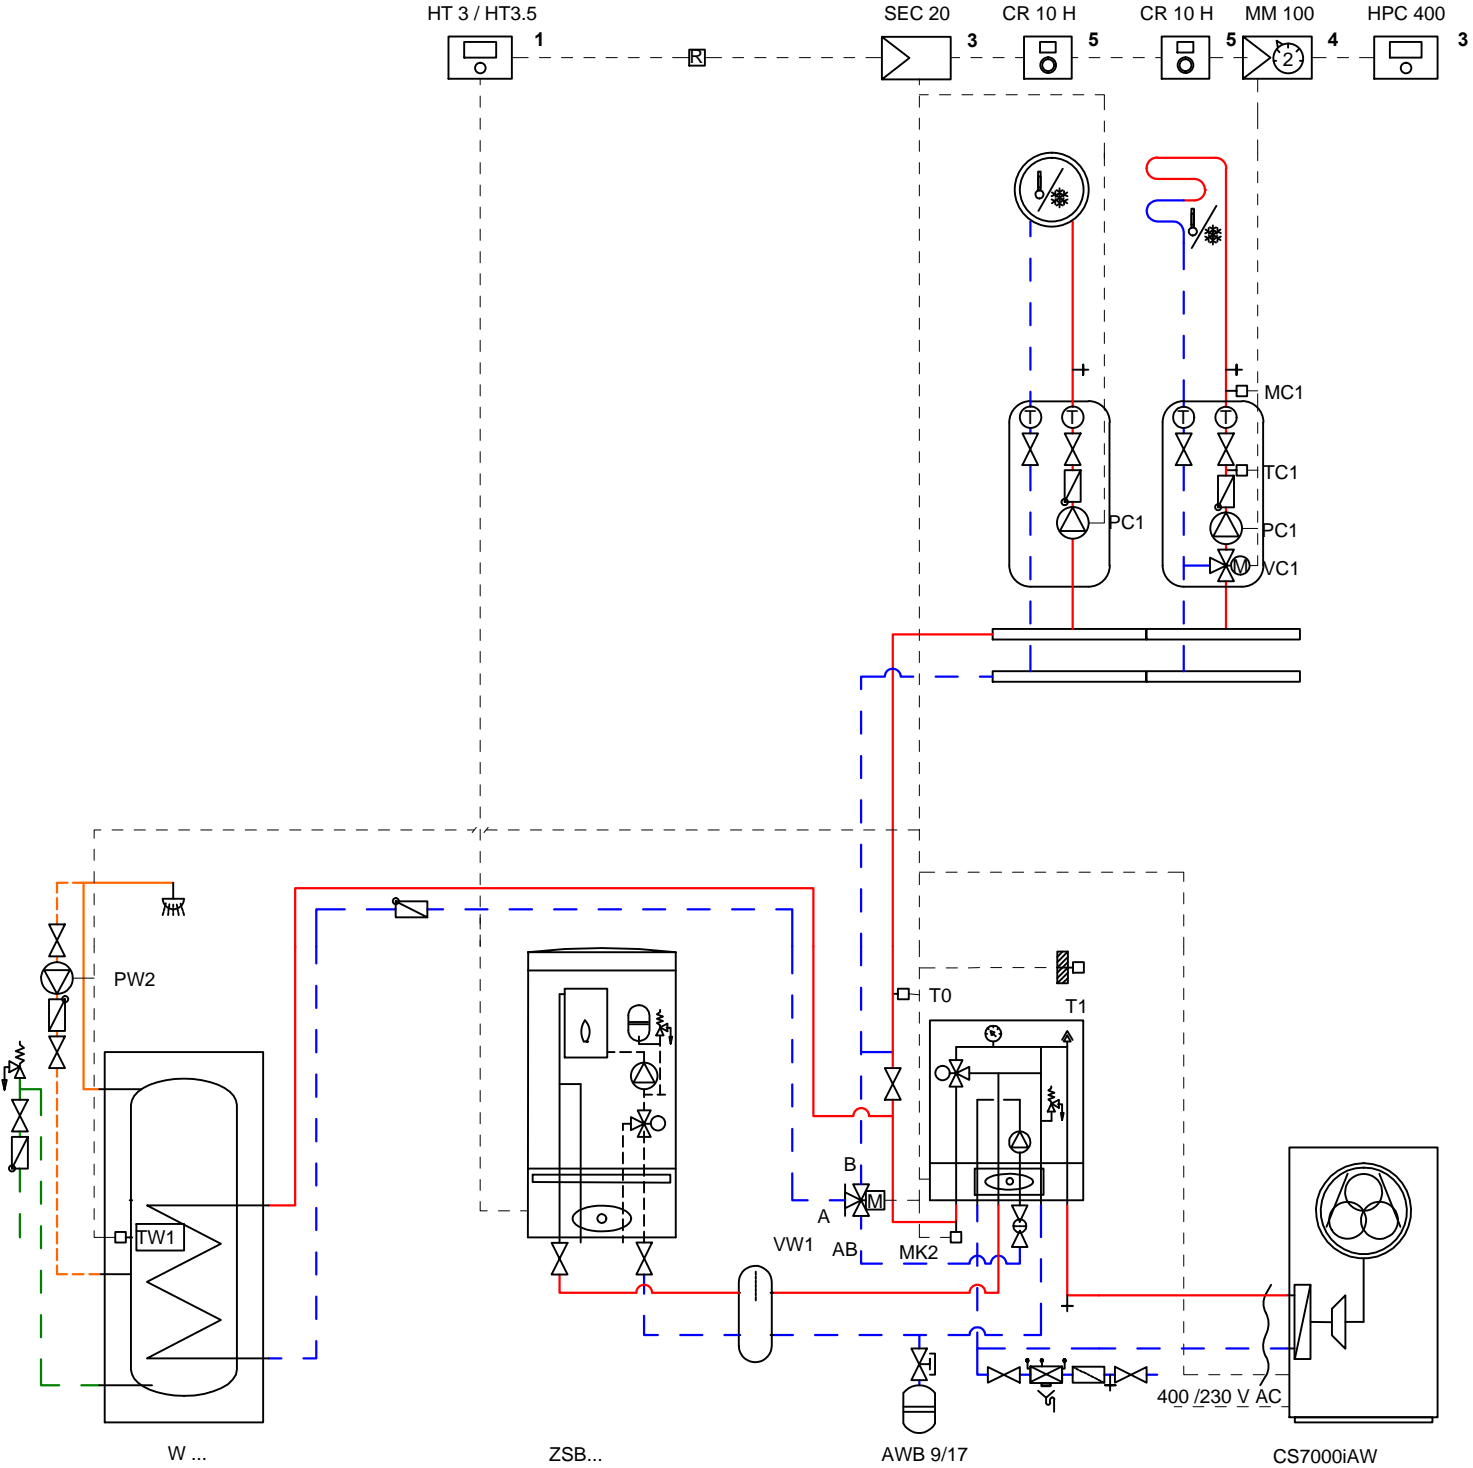 HT 3 / HT3.5
SEC 20
CR 10 H
CR 10 H
MM 100
HPC 400
1
R
3
5
5
2
4
3
MC1
T
T
T
T
TC1
PC1
PC1
M
VC1
PW2
T0
T1
B
M
A
TW1
VW1
AB
MK2
400 /230 V AC
W ...
ZSB...
AWB 9/17
CS7000iAW